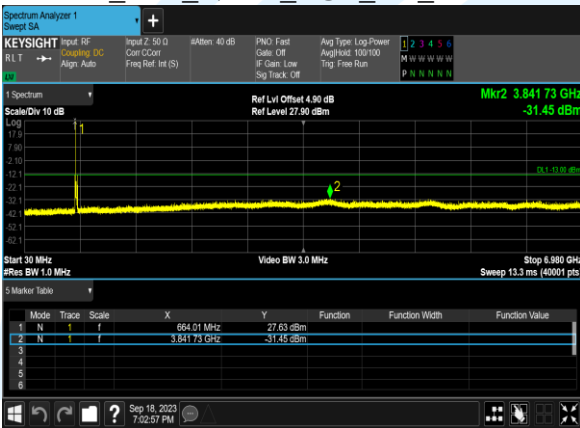 Spectrum Analyzer 1
Swept SA
KEYSIGHT Input: RF Input Z: 50 Ω #Atten: 40 dB PNO: Fast Avg Type: Log-Power 1 2 3 4 5 6
RLT Coupling: DC Corr CCorr Gate: Off Avg|Hold: 100/100 M W W W W W
Align: Auto Freq Ref: Int (S) IF Gain: Low Trig: Free Run
Sig Track: Off P N N N N N
LV
1 Spectrum Ref Lvl Offset 4.90 dB Mkr2 3.841 73 GHz
Scale/Div 10 dB Ref Level 27.90 dBm -31.45 dBm
Log
17.9
7.90
-2.10
-12.1
-22.1
-32.1
-42.1
-52.1
-62.1
1
DL1 -13.00 dBm
2
Start 30 MHz Video BW 3.0 MHz Stop 6.980 GHz
#Res BW 1.0 MHz Sweep 13.3 ms (40001 pts
5 Marker Table
Mode Trace Scale X Y Function Function Width Function Value
1 N 1 f 664.01 MHz 27.63 dBm
2 N 1 f 3.841 73 GHz -31.45 dBm
3
4
5
6
? Sep 18, 2023
7:02:57 PM